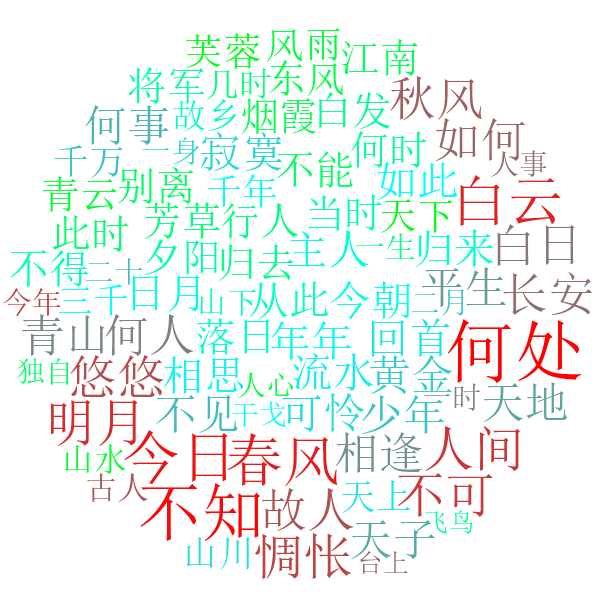 芙蓉 风雨 江南
将军 几时 东风 秋风
何事 故乡 烟霞 白发 如何
千万 一身 寂寞 不能 何时 人事
青云 别离 千年 如此 白云
此时 芳草 行人 当时 天下
不得 二十 夕阳 归去 主人 一生 归来 白日
今年 三千 日月 山下 从此 今朝 三月 平生 长安
青山 何人 落日 年年 回首 何处
独自 悠悠 相思 人心 流水 黄金
明月 不见 干戈 可怜 少年 时 天地
山水 今日 春风 相逢 人间
古人 不知 故人 天上 不可 飞鸟
山川 惆怅 天子 台上